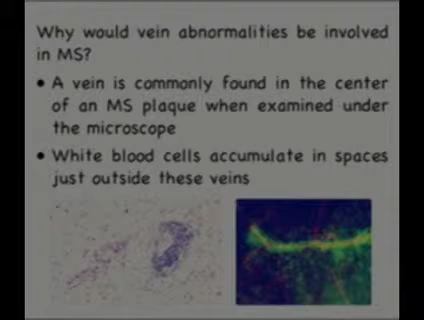 Why would vein abnormalities be involved
in MS?
• A vein is commonly found in the center
of an MS plaque when examined under
the microscope
• White blood cells accumulate in spaces
just outside these veins